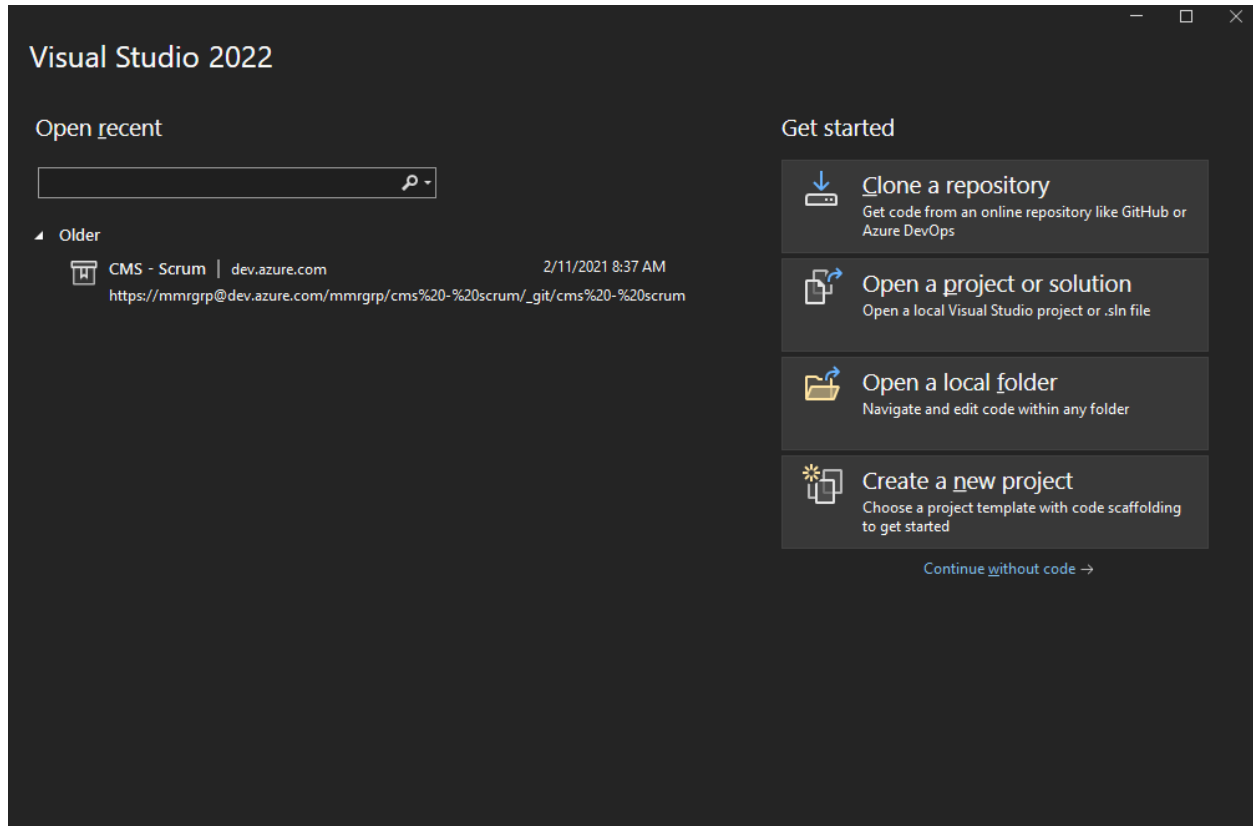 Visual Studio 2022
Open recent
Older
CMS - Scrum | dev.azure.com 2/11/2021 8:37 AM
https://mmrgrp@dev.azure.com/mmrgrp/cms%20-%20scrum/_git/cms%20-%20scrum
Get started
Clone a repository
Get code from an online repository like GitHub or
Azure DevOps
Open a project or solution
Open a local Visual Studio project or .sln file
Open a local folder
Navigate and edit code within any folder
Create a new project
Choose a project template with code scaffolding
to get started
Continue without code →